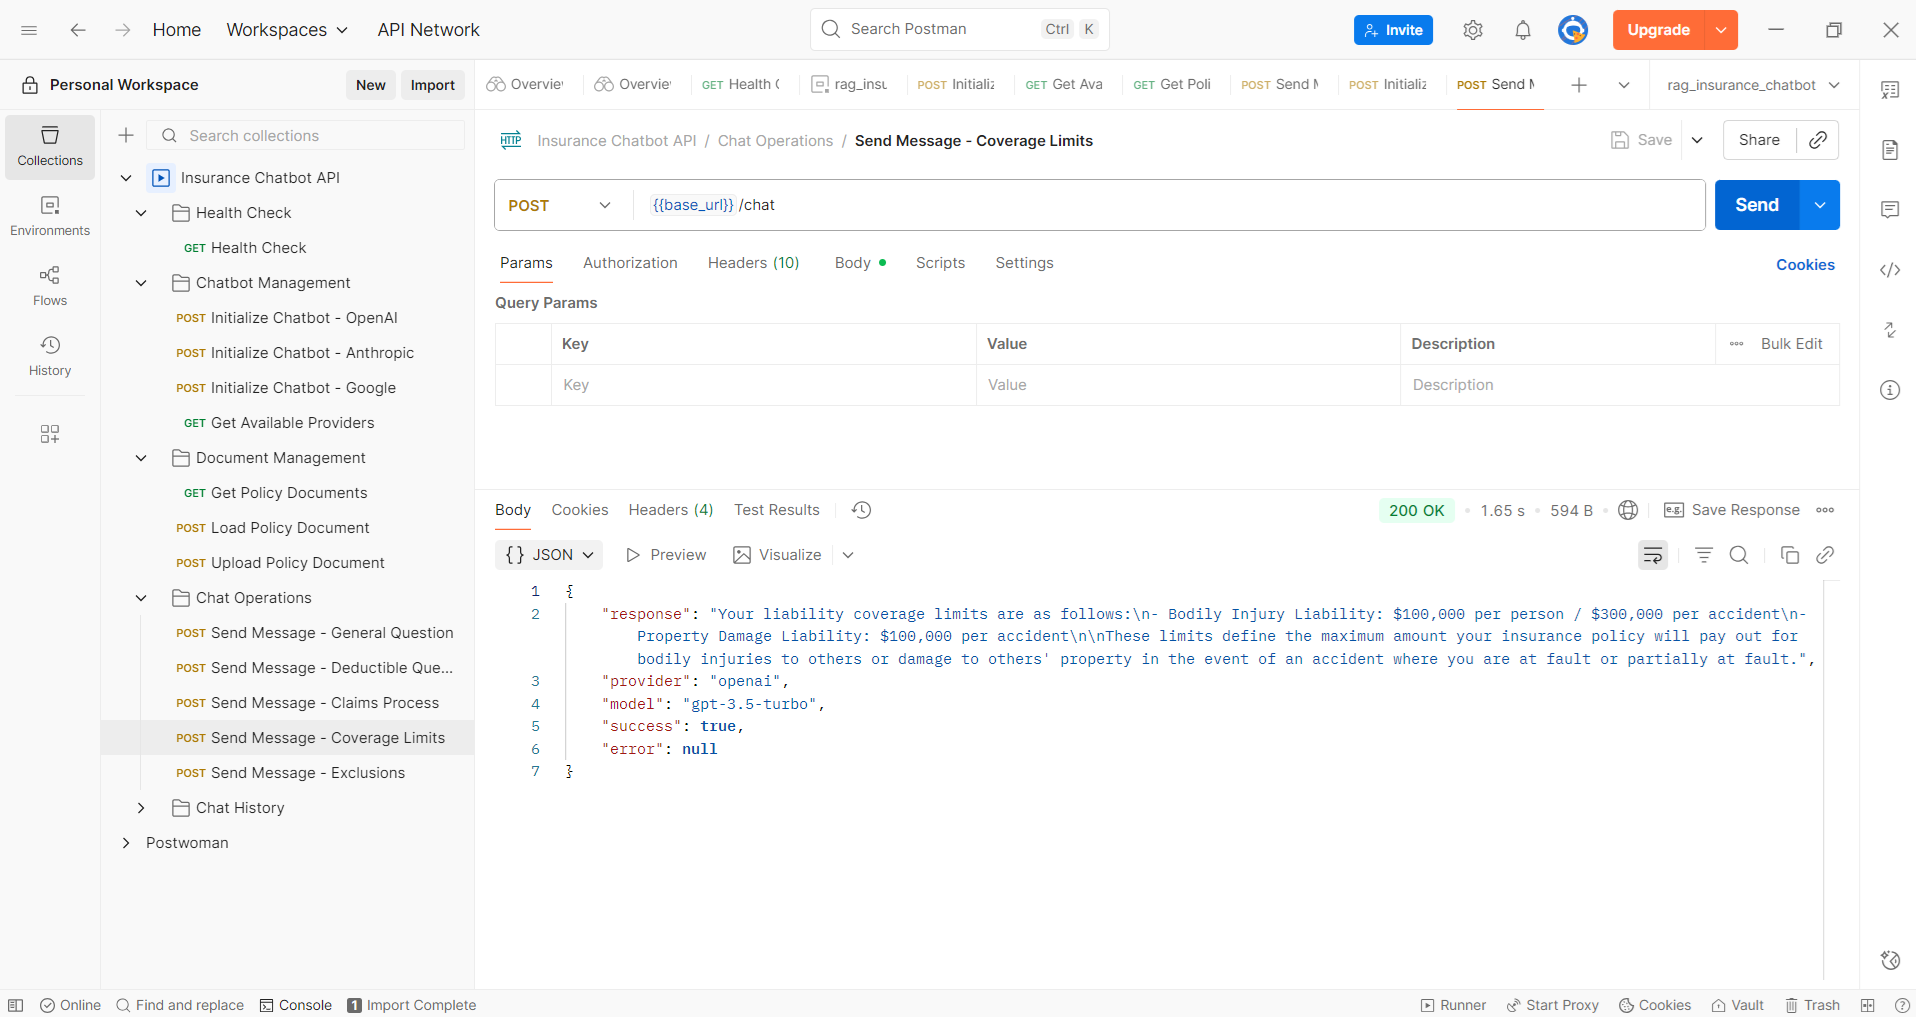 Home Workspaces API Network Search Postman Ctrl K Invite Upgrade
Personal Workspace New Import
Overvie Overvie GET Health C rag_insu POST Initializ GET Get Ava GET Get Poli POST Send M POST Initializ POST Send M rag_insurance_chatbot
Collections
Environments
Flows
History
Search collections
Insurance Chatbot API
Health Check
GET Health Check
Chatbot Management
POST Initialize Chatbot - OpenAI
POST Initialize Chatbot - Anthropic
POST Initialize Chatbot - Google
GET Get Available Providers
Document Management
GET Get Policy Documents
POST Load Policy Document
POST Upload Policy Document
Chat Operations
POST Send Message - General Question
POST Send Message - Deductible Que...
POST Send Message - Claims Process
POST Send Message - Coverage Limits
POST Send Message - Exclusions
Chat History
Postwoman
HTTP Insurance Chatbot API / Chat Operations / Send Message - Coverage Limits Save Share
POST {{base_url}} /chat Send
Params Authorization Headers (10) Body Scripts Settings Cookies
Query Params
Key Value Description Bulk Edit
Key Value Description
Body Cookies Headers (4) Test Results 200 OK 1.65 s 594 B e.g. Save Response
{} JSON Preview Visualize
1 {
2 "response": "Your liability coverage limits are as follows:\n- Bodily Injury Liability: $100,000 per person / $300,000 per accident\n-
Property Damage Liability: $100,000 per accident\n\nThese limits define the maximum amount your insurance policy will pay out for
bodily injuries to others or damage to others' property in the event of an accident where you are at fault or partially at fault.",
3 "provider": "openai",
4 "model": "gpt-3.5-turbo",
5 "success": true,
6 "error": null
7 }
Online Find and replace Console 1 Import Complete Runner Start Proxy Cookies Vault Trash